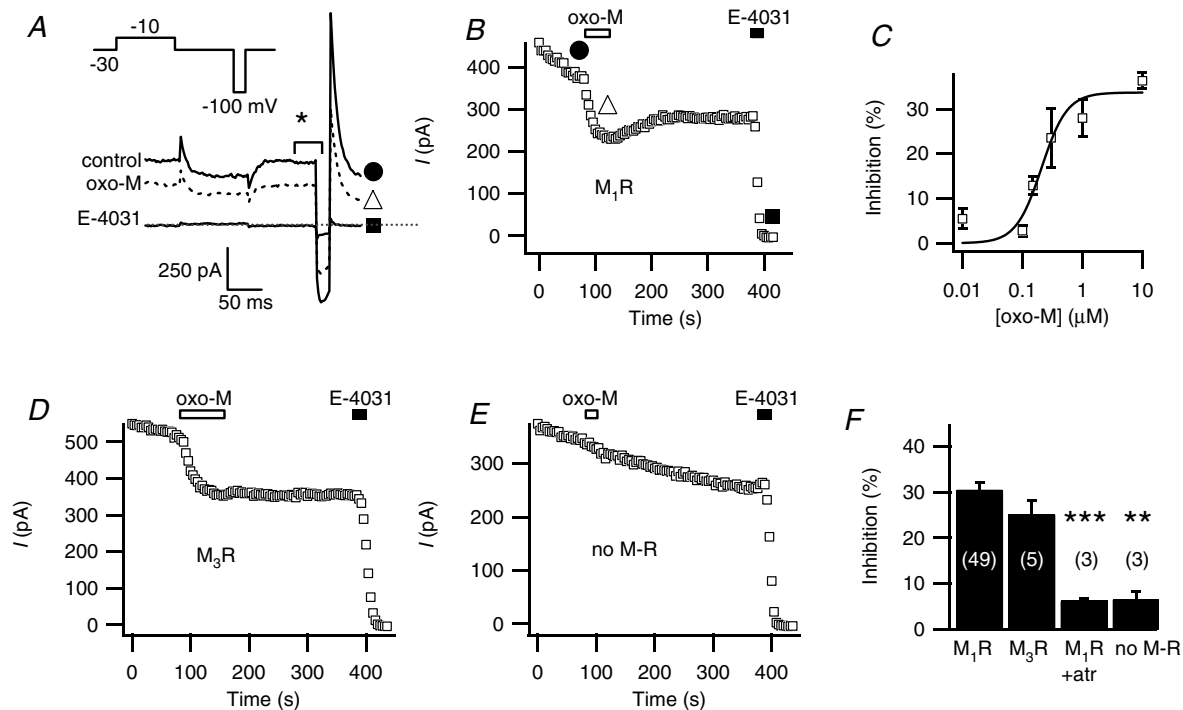 A
-10
-30
-100 mV
*
control
oxo-M
E-4031
250 pA
50 ms
B
oxo-M
E-4031
I (pA)
400
300
200
100
0
M1R
0 100 200 300 400
Time (s)
C
Inhibition (%)
30
20
10
0
0.01 0.1 1 10
[oxo-M] (μM)
D
oxo-M
E-4031
I (pA)
500
400
300
200
100
0
M3R
0 100 200 300 400
Time (s)
E
oxo-M
E-4031
I (pA)
300
200
100
0
no M-R
0 100 200 300 400
Time (s)
F
Inhibition (%)
40
30
20
10
0
*** **
(49) (5) (3) (3)
M1R M3R M1R no M-R
+atr